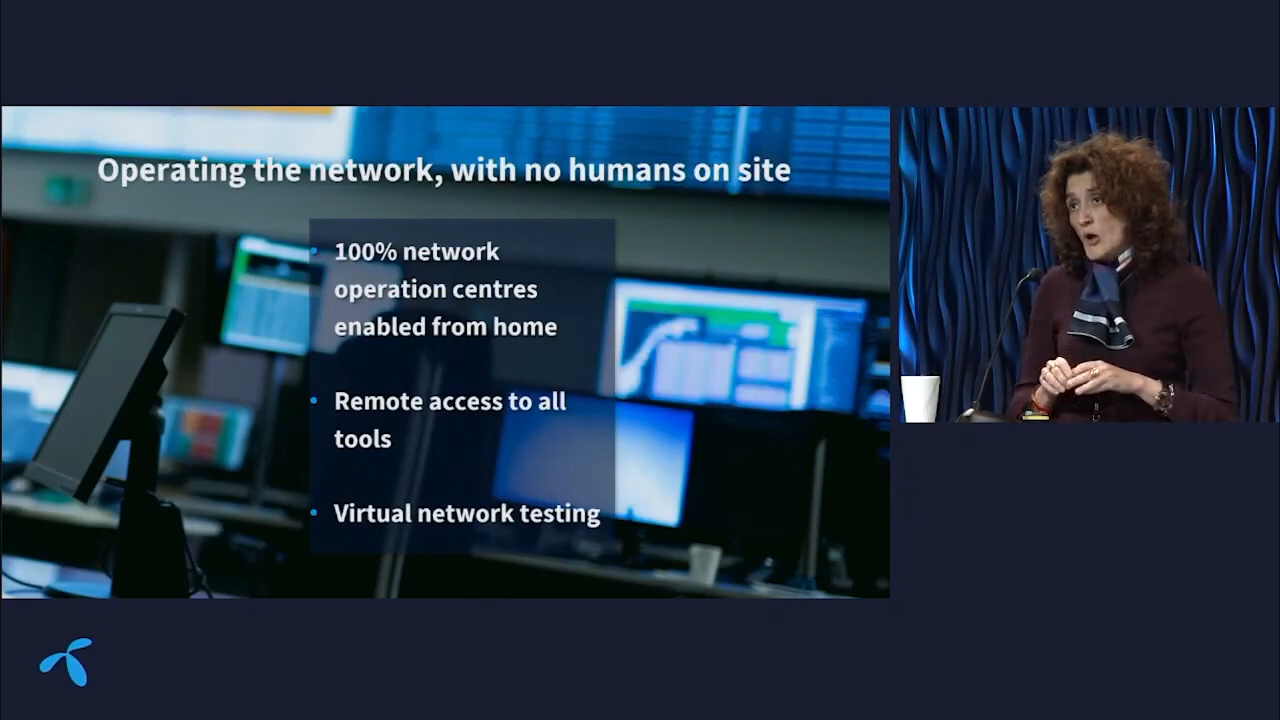 Operating the network, with no humans on site
100% network
operation centres
enabled from home
Remote access to all
tools
Virtual network testing